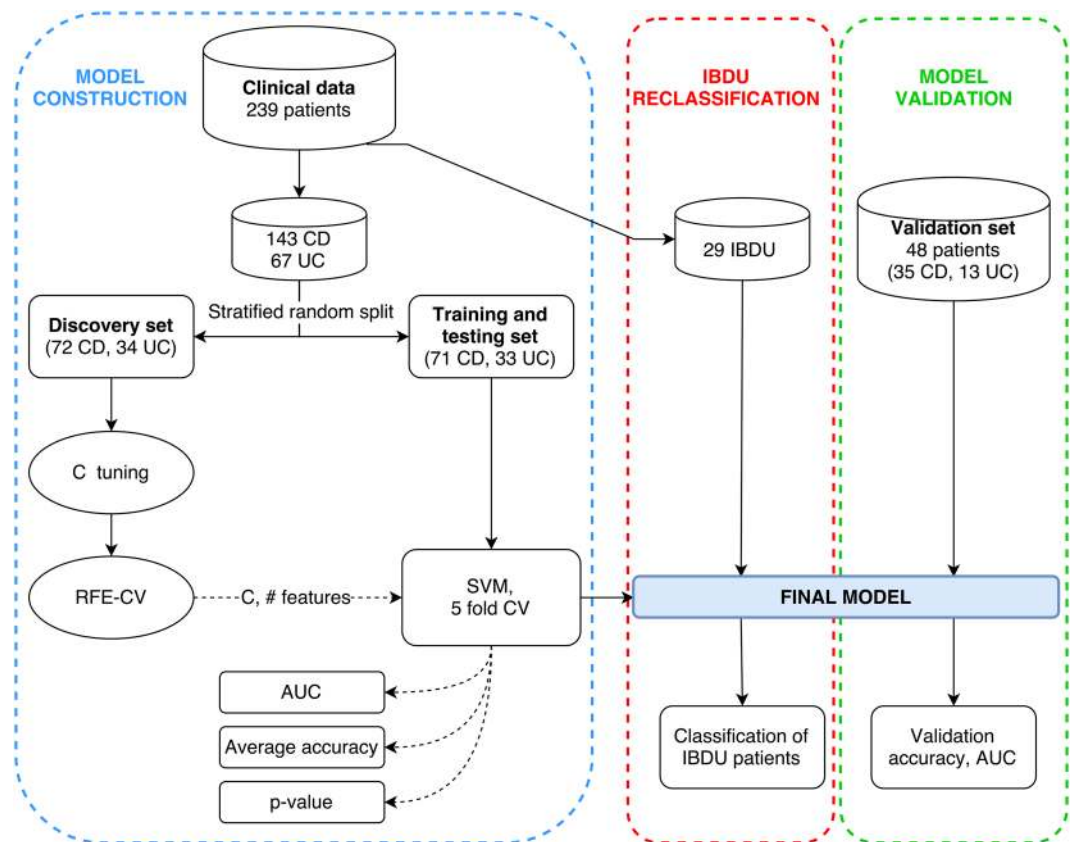 MODEL
CONSTRUCTION
Clinical data
239 patients
IBDU
RECLASSIFICATION
MODEL
VALIDATION
143 CD
67 UC
29 IBDU
Validation set
48 patients
(35 CD, 13 UC)
Stratified random split
Discovery set
(72 CD, 34 UC)
Training and
testing set
(71 CD, 33 UC)
C tuning
RFE-CV
C, # features
SVM,
5 fold CV
FINAL MODEL
AUC
Average accuracy
p-value
Classification of
IBDU patients
Validation
accuracy, AUC